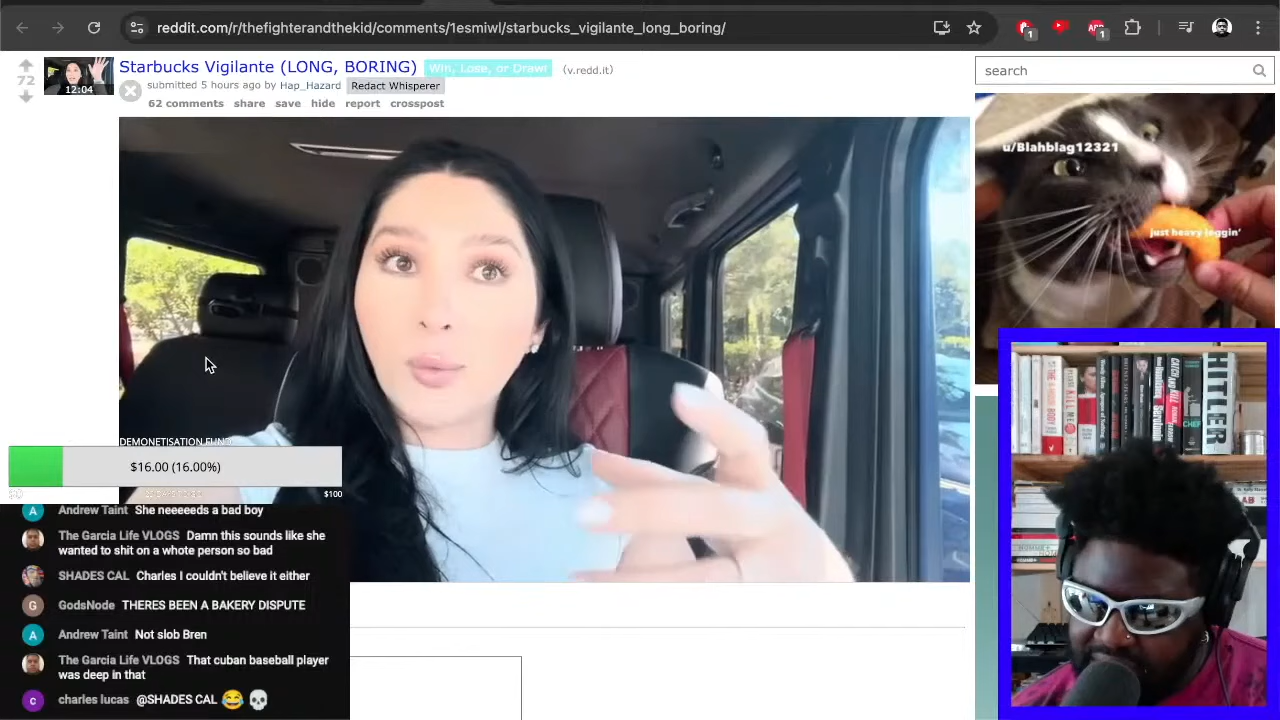 reddit.com/r/thefighterandthekid/comments/1esmiwl/starbucks_vigilante_long_boring/
1
1
72
12:04
Starbucks Vigilante (LONG, BORING) Win, Lose, or Draw! (v.redd.it)
submitted 5 hours ago by Hap_Hazard Redact Whisperer
62 comments share save hide report crosspost
search
u/Blahblag12321
just heavy joggin'
HITLER
DEMONETISATION FUND
$16.00 (16.00%)
$0
$100
Andrew Taint She neeeeeds a bad boy
The Garcia Life VLOGS Damn this sounds like she
wanted to shit on a whote person so bad
SHADES CAL Charles I couldn't believe it either
GodsNode THERES BEEN A BAKERY DISPUTE
Andrew Taint Not slob Bren
The Garcia Life VLOGS That cuban baseball player
was deep in that
charles lucas @SHADES CAL 😂 💀